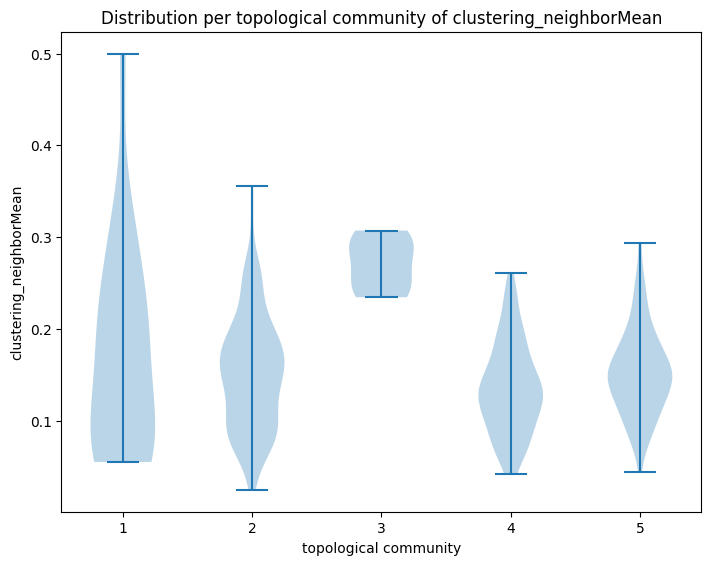 Distribution per topological community of clustering_neighborMean
clustering_neighborMean
0.5
0.4
0.3
0.2
0.1
1 2 3 4 5
topological community